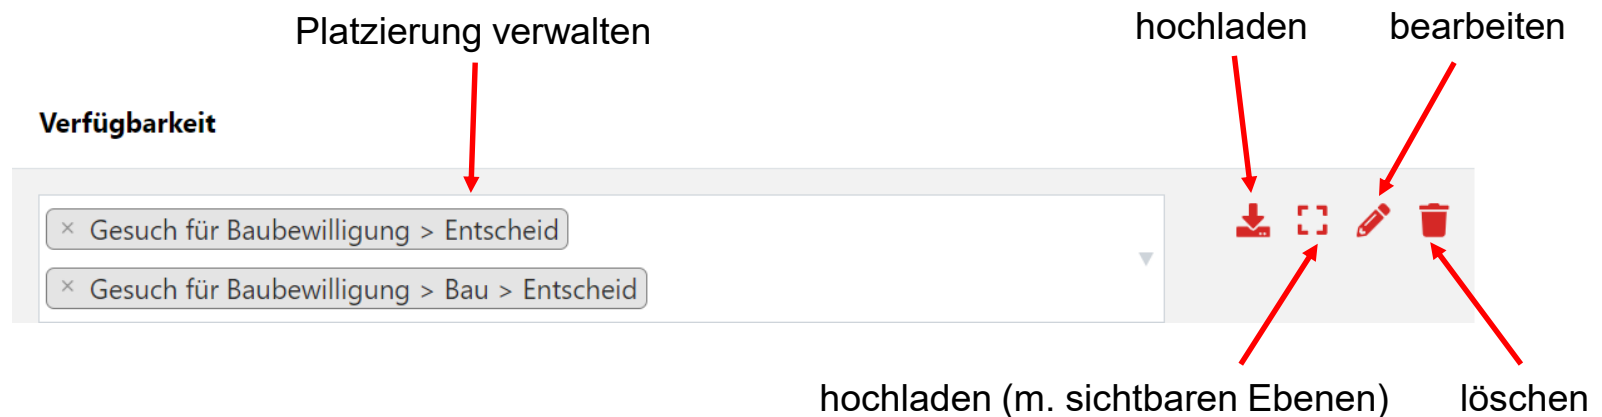 Platzierung verwalten
hochladen
bearbeiten
Verfügbarkeit
× Gesuch für Baubewilligung > Entscheid
× Gesuch für Baubewilligung > Bau > Entscheid
hochladen (m. sichtbaren Ebenen)
löschen